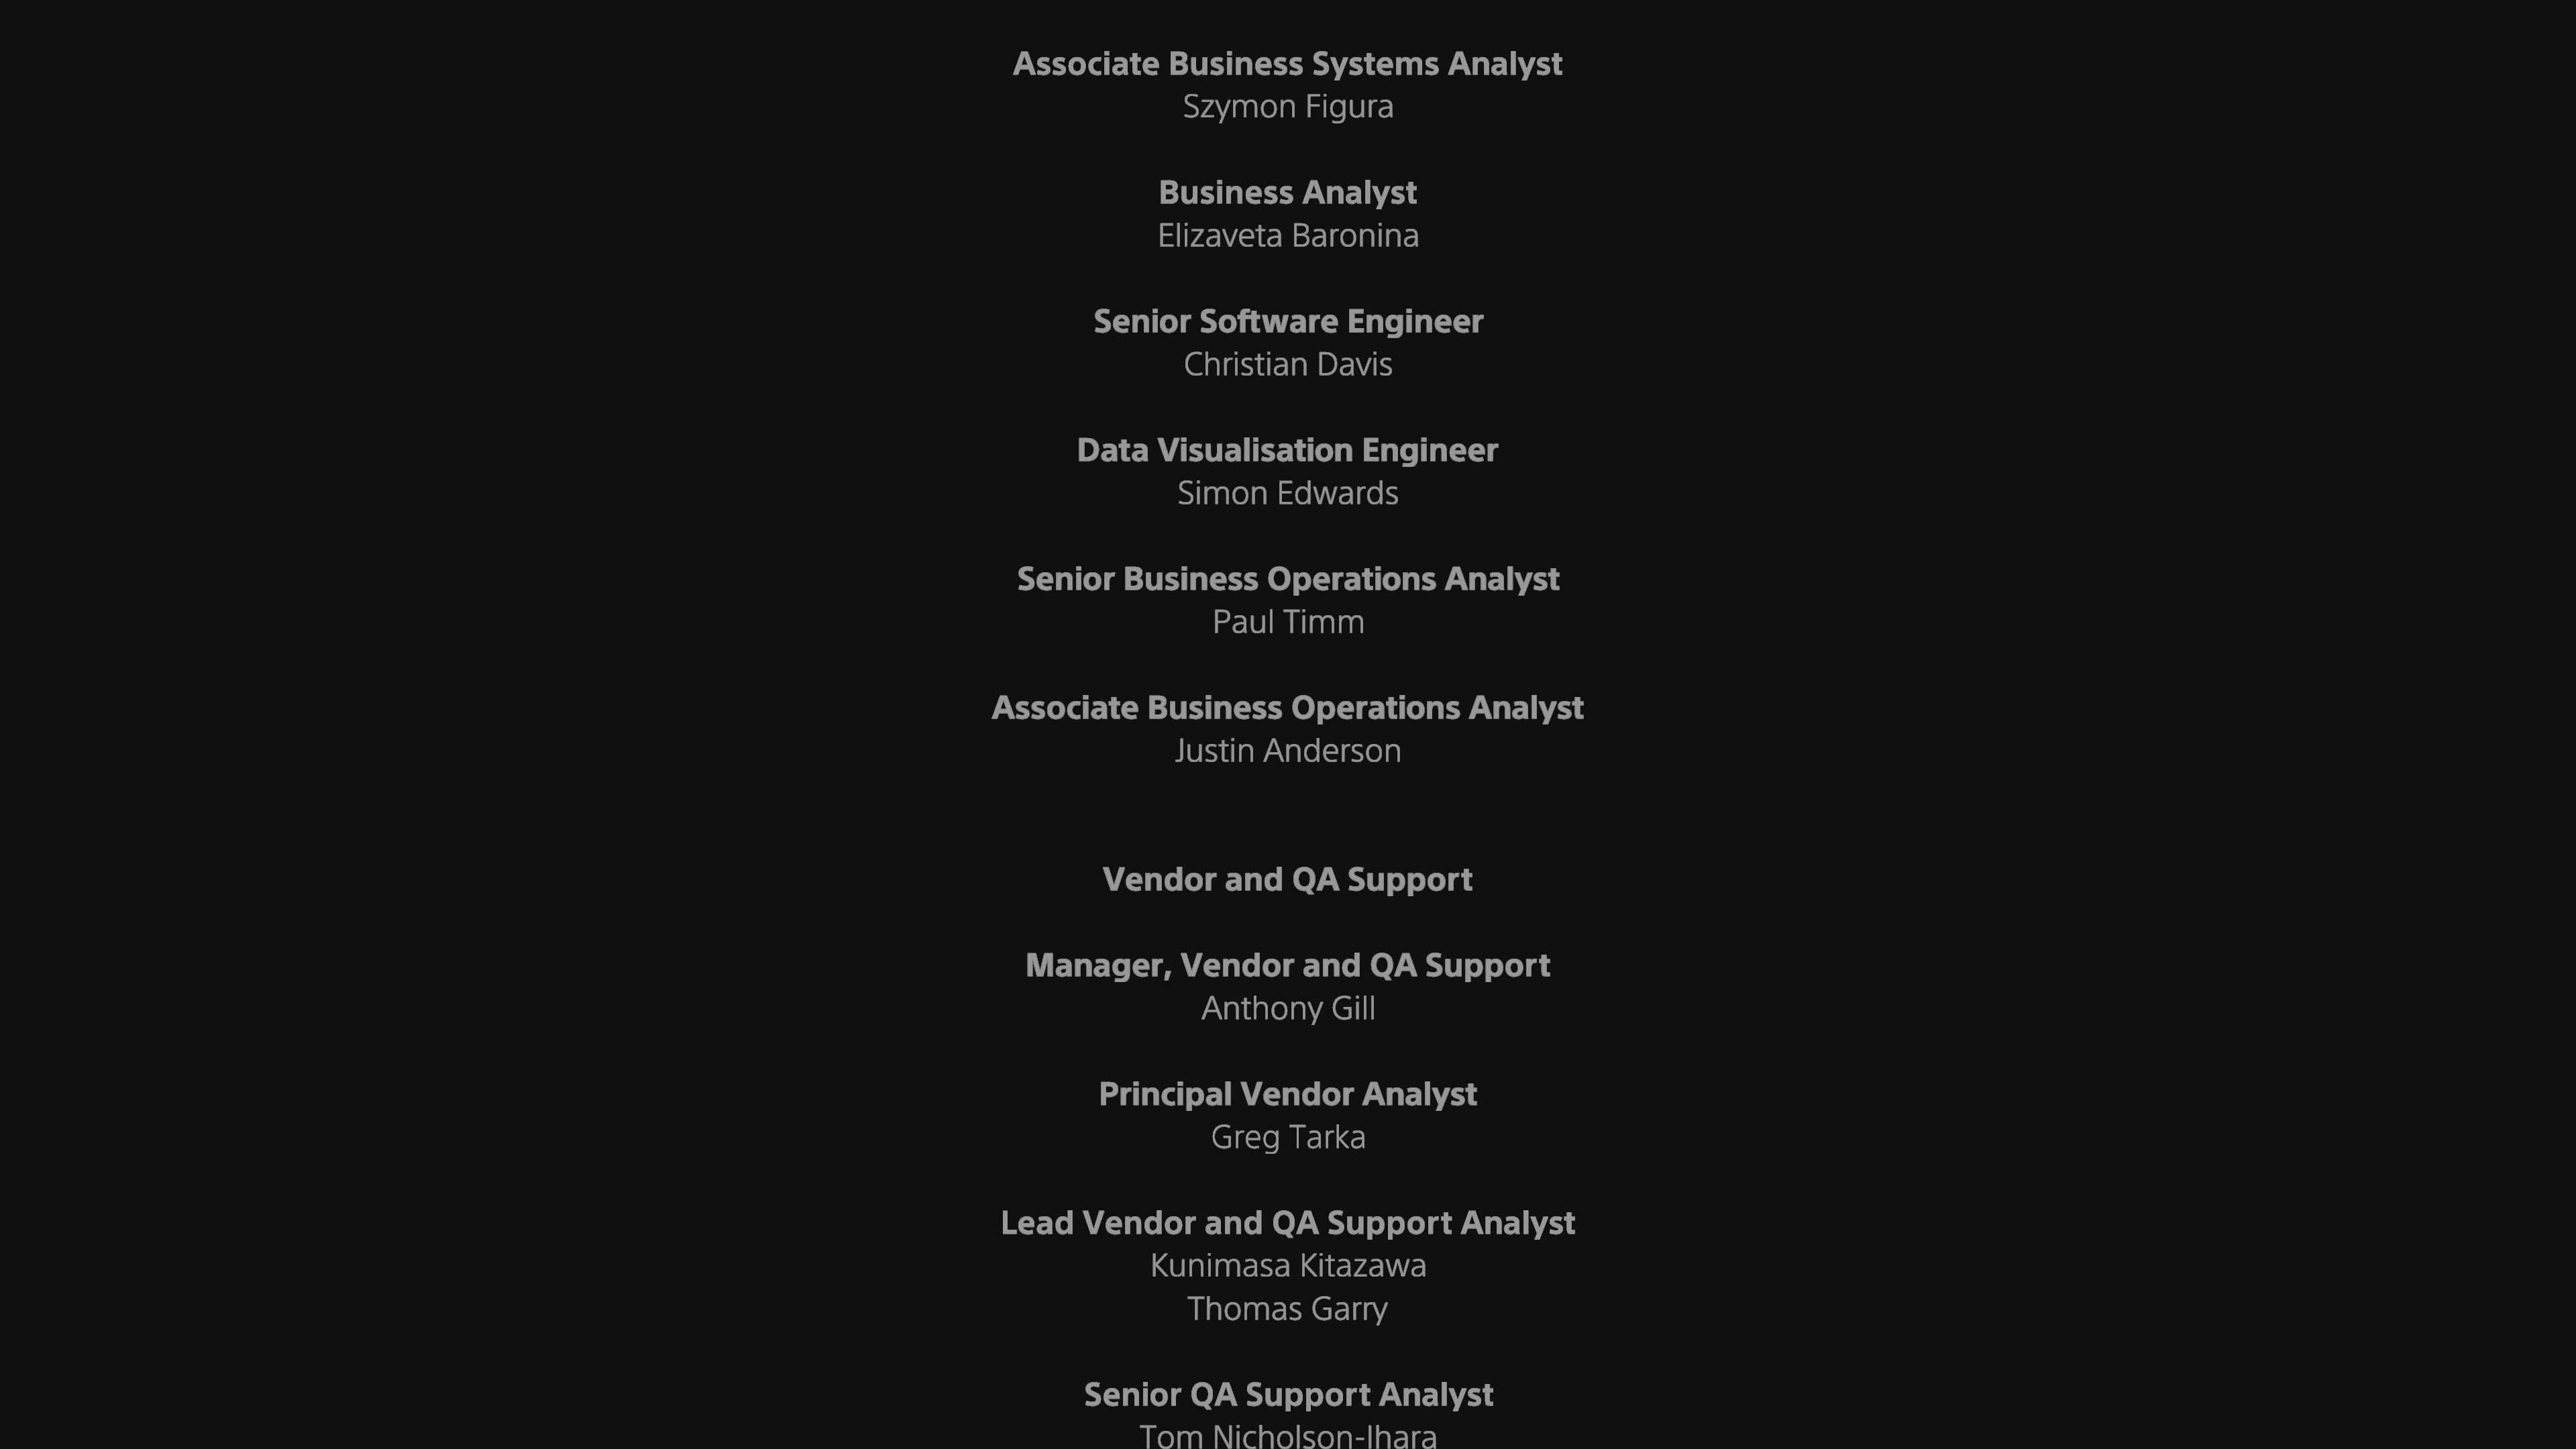 Associate Business Systems Analyst
Szymon Figura
Business Analyst
Elizaveta Baronina
Senior Software Engineer
Christian Davis
Data Visualisation Engineer
Simon Edwards
Senior Business Operations Analyst
Paul Timm
Associate Business Operations Analyst
Justin Anderson
Vendor and QA Support
Manager, Vendor and QA Support
Anthony Gill
Principal Vendor Analyst
Greg Tarka
Lead Vendor and QA Support Analyst
Kunimasa Kitazawa
Thomas Garry
Senior QA Support Analyst
Tom Nicholson-Ihara